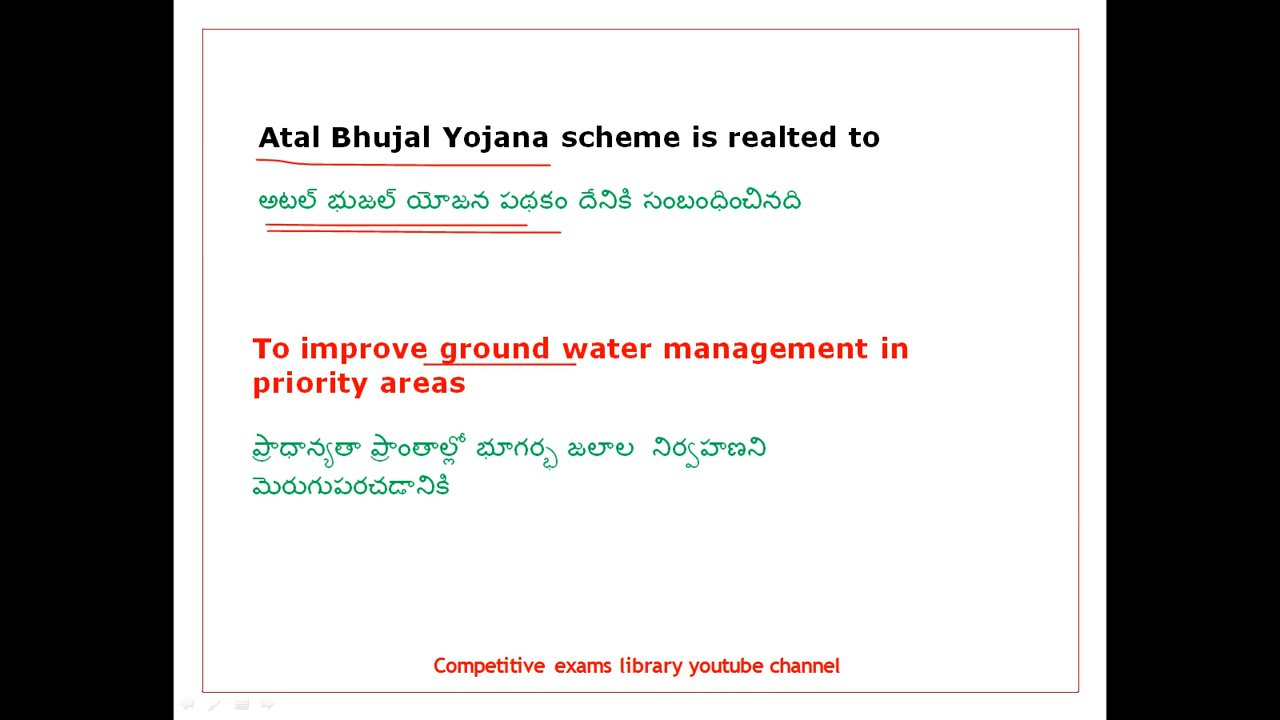 Atal Bhujal Yojana scheme is realted to
అటల్ భుజల్ యోజన పథకం దేనికి సంబంధించినది
To improve ground water management in
priority areas
ప్రాధాన్యతా ప్రాంతాల్లో భూగర్భ జలాల నిర్వహణని
మెరుగుపరచడానికి
Competitive exams library youtube channel